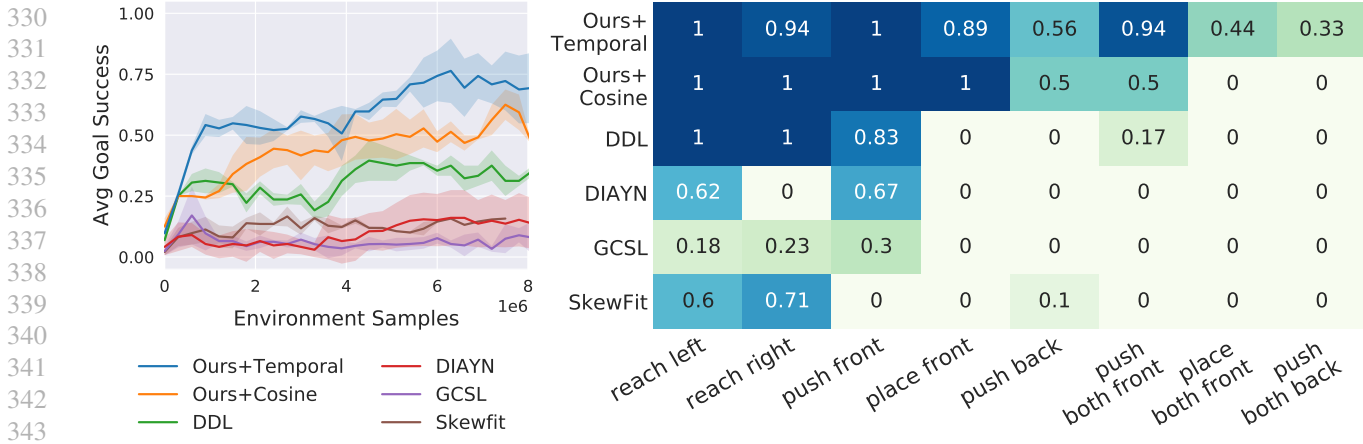 330
331
332
333
334
335
336
337
338
339
340
341
342
343
Avg Goal Success
1.00
0.75
0.50
0.25
0.00
0 2 4 6 8
1e6
Environment Samples
Ours+Temporal
Ours+Cosine
DDL
DIAYN
GCSL
Skewfit
Ours+
Temporal
1 0.94 1 0.89 0.56 0.94 0.44 0.33
Ours+
Cosine
1 1 1 1 0.5 0.5 0 0
DDL 1 1 0.83 0 0 0.17 0 0
DIAYN 0.62 0 0.67 0 0 0 0 0
GCSL 0.18 0.23 0.3 0 0 0 0 0
SkewFit 0.6 0.71 0 0 0.1 0 0 0
reach left
reach right
push front
place front
push back
push
both front
place
both front
push
both back